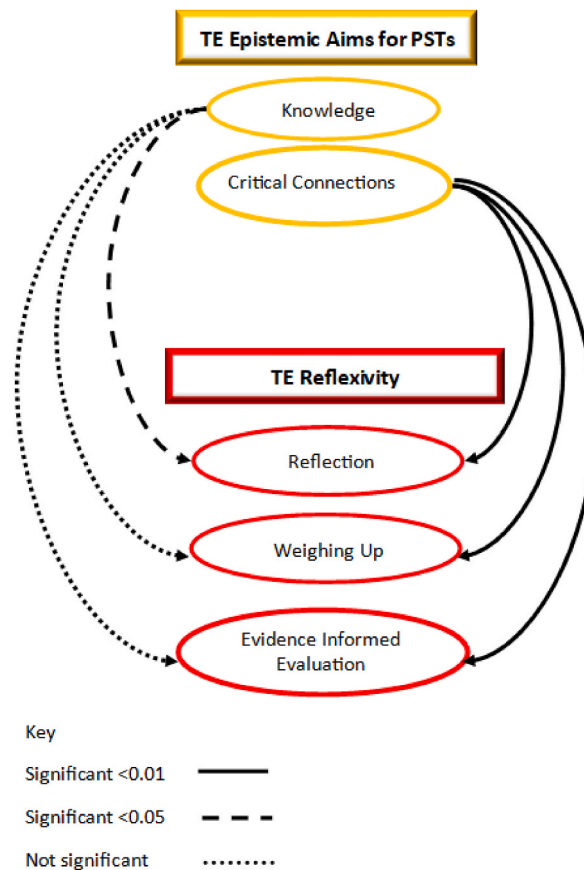 TE Epistemic Aims for PSTs
Knowledge
Critical Connections
TE Reflexivity
Reflection
Weighing Up
Evidence Informed
Evaluation
Key
Significant <0.01
Significant <0.05
Not significant